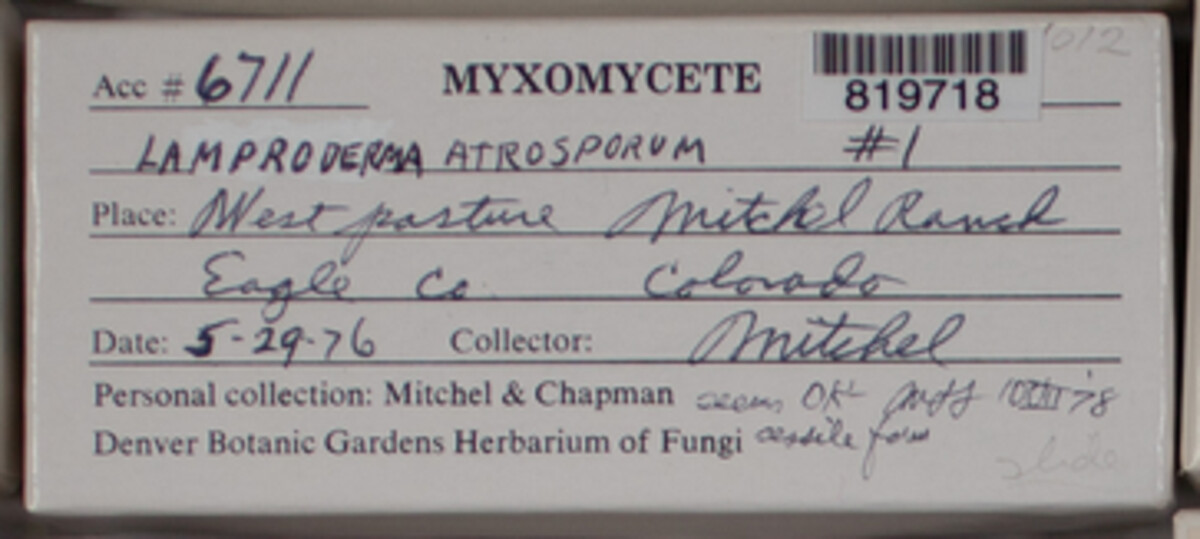 1012
Acc # 6711 MYXOMYCETE 819718
LAMPRODERMA ATROSPORUM #1
Place: West pasture Mitchel Ranch
Eagle Co Colorado
Date: 5-29-76 Collector: Mitchel
Personal collection: Mitchel & Chapman seems OK '78
Denver Botanic Gardens Herbarium of Fungi sessile form
slide